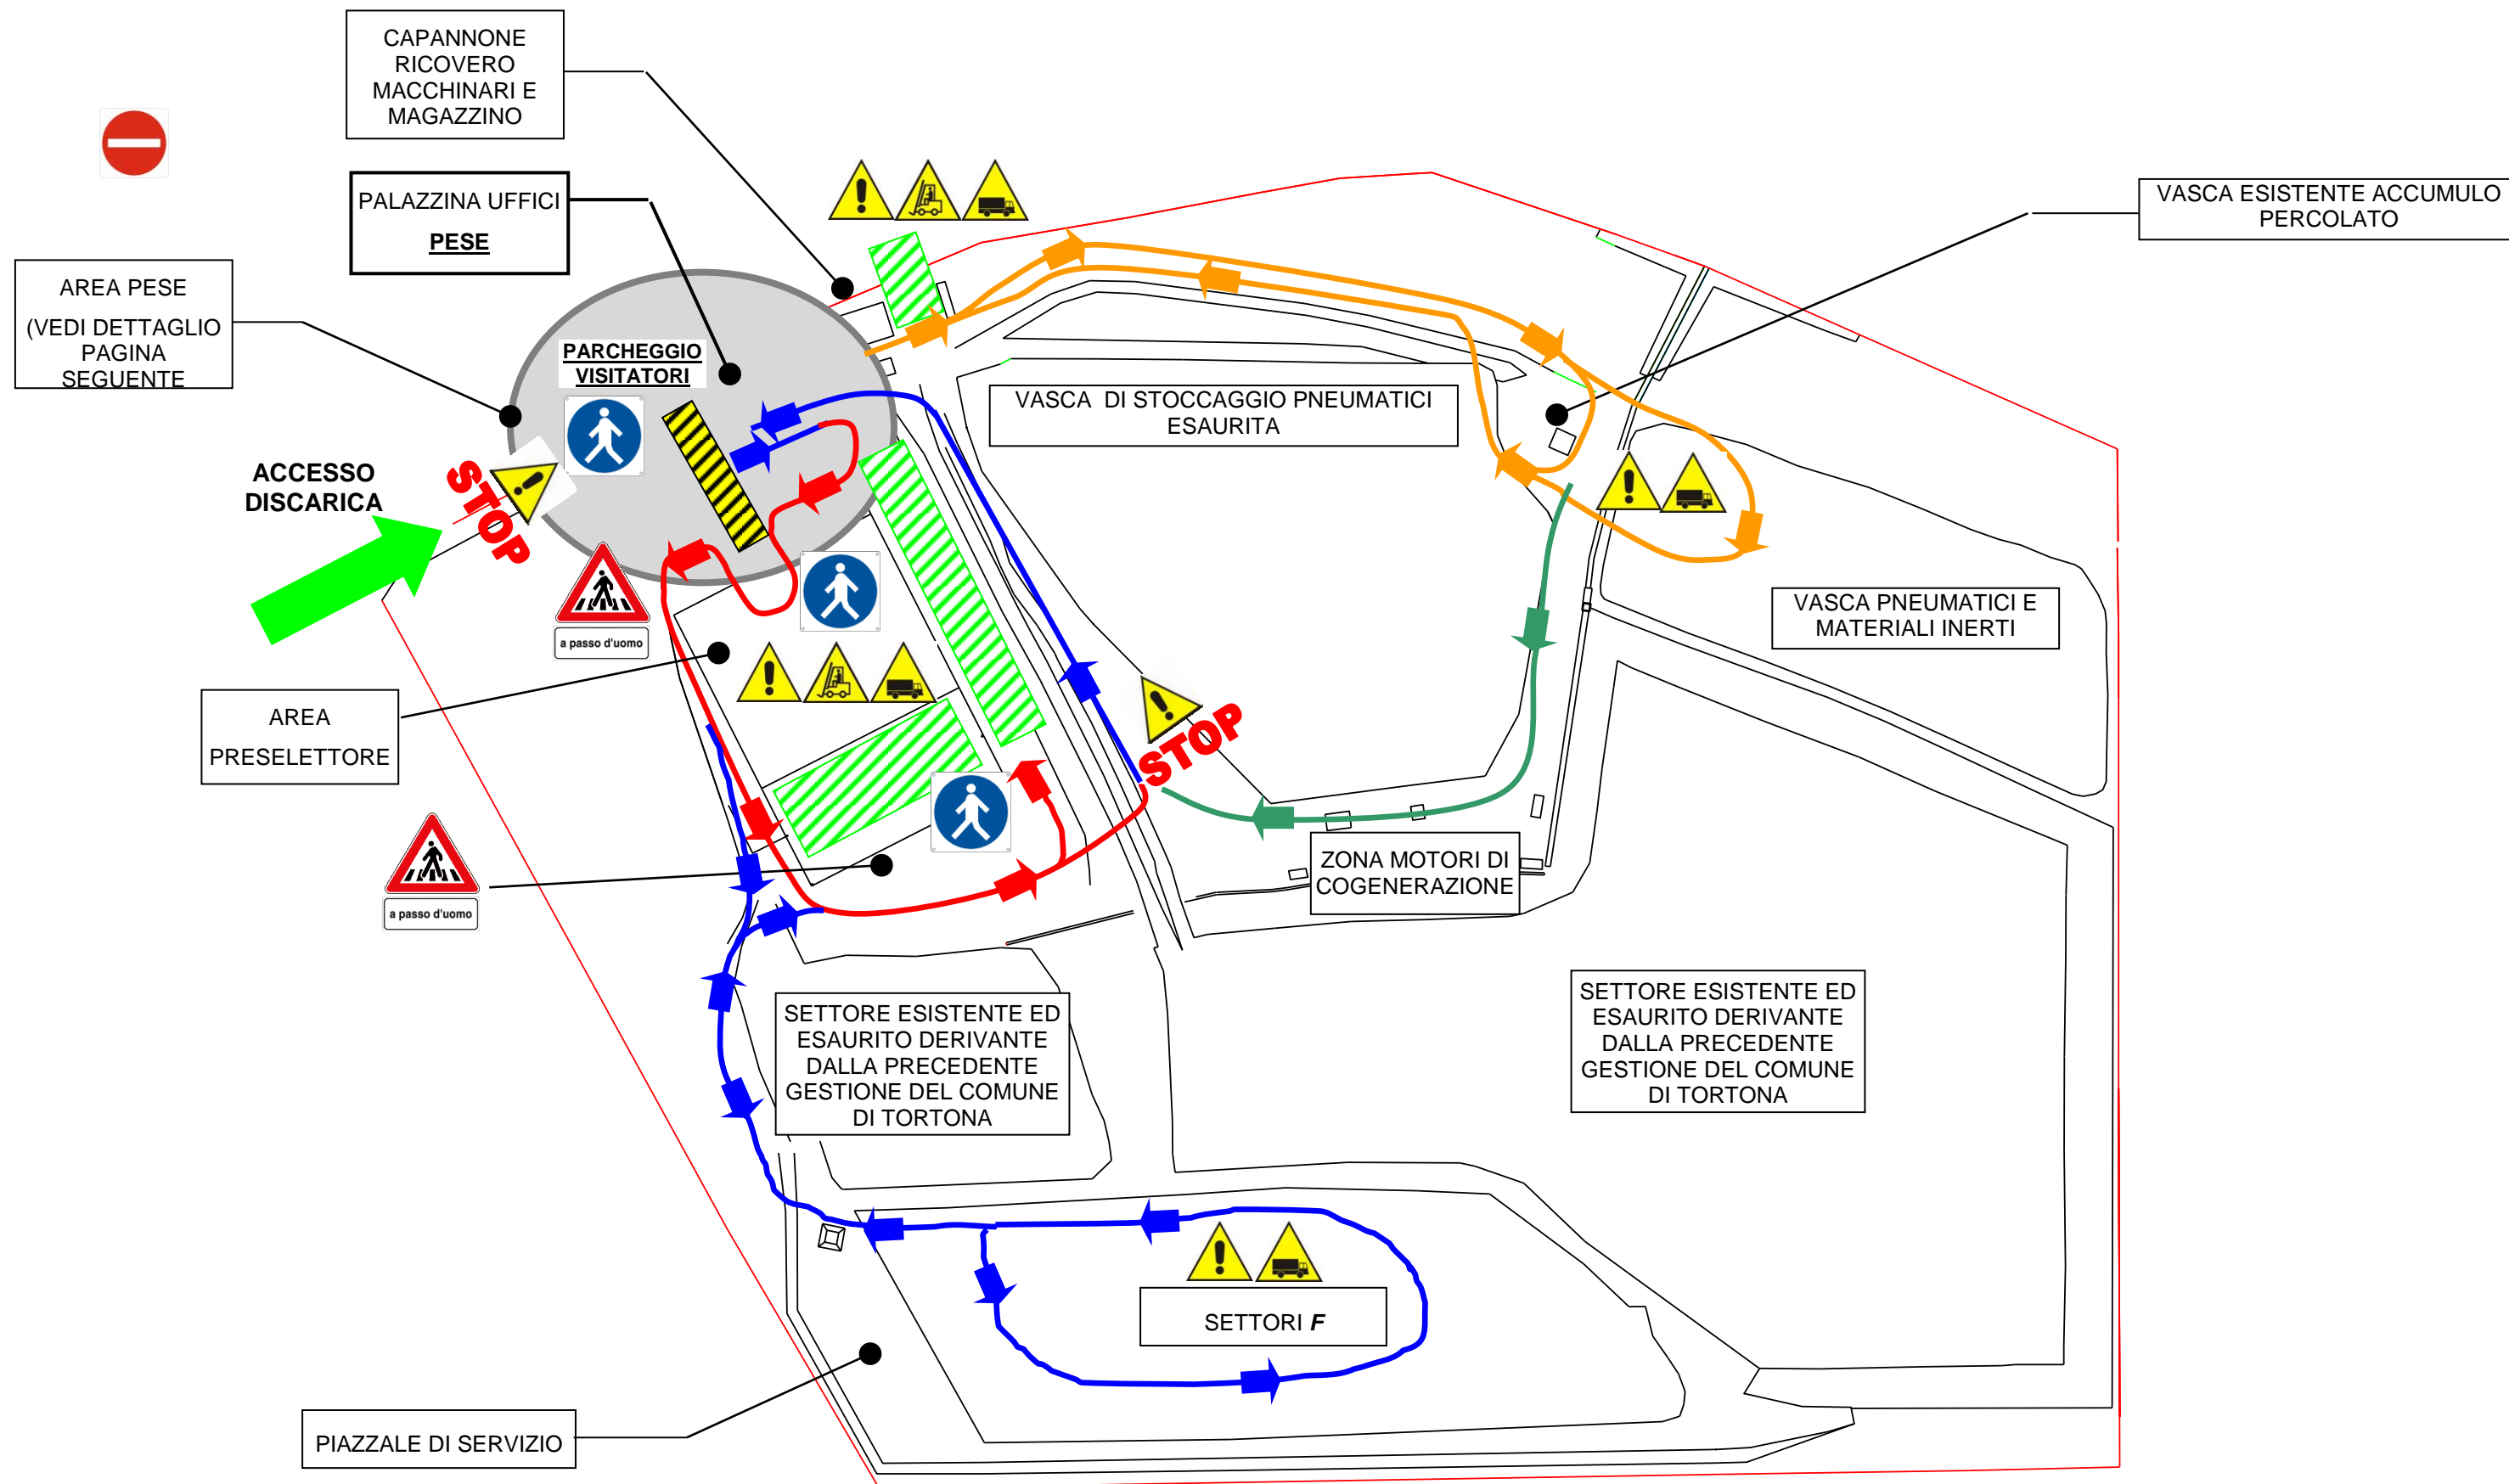 CAPANNONE
RICOVERO
MACCHINARI E
MAGAZZINO
PALAZZINA UFFICI
PESE
VASCA ESISTENTE ACCUMULO
PERCOLATO
AREA PESE
(VEDI DETTAGLIO
PAGINA
SEGUENTE
PARCHEGGIO
VISITATORI
VASCA DI STOCCAGGIO PNEUMATICI
ESAURITA
ACCESSO
DISCARICA
STOP
a passo d'uomo
VASCA PNEUMATICI E
MATERIALI INERTI
AREA
PRESELETTORE
STOP
a passo d'uomo
ZONA MOTORI DI
COGENERAZIONE
SETTORE ESISTENTE ED
ESAURITO DERIVANTE
DALLA PRECEDENTE
GESTIONE DEL COMUNE
DI TORTONA
SETTORE ESISTENTE ED
ESAURITO DERIVANTE
DALLA PRECEDENTE
GESTIONE DEL COMUNE
DI TORTONA
SETTORI F
PIAZZALE DI SERVIZIO